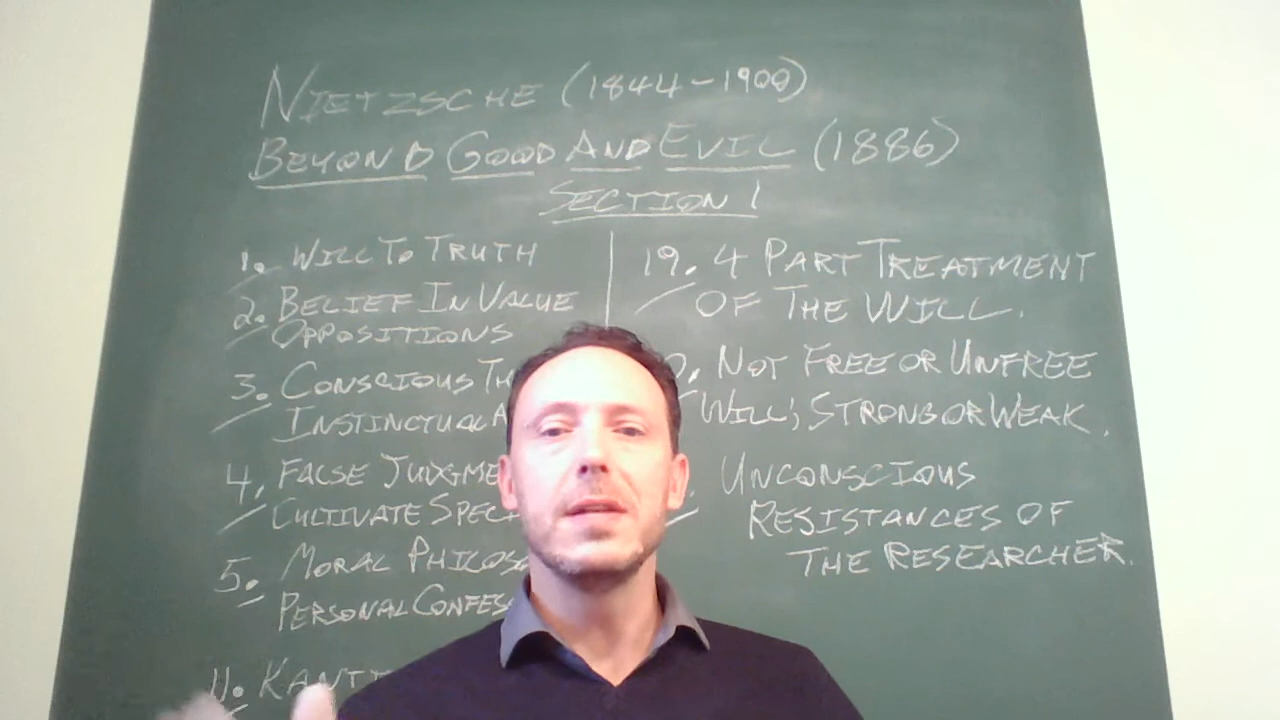 NIETZSCHE (1844-1900)
BEYOND GOOD AND EVIL (1886)
SECTION 1
1. WILL TO TRUTH
2. BELIEF IN VALUE
OPPOSITIONS
3. CONSCIOUS TH
INSTINCTUAL A
4. FALSE JUDGME
CULTIVATE SPEC
5. MORAL PHILOS
PERSONAL CONFES
11. KANT
19. 4 PART TREATMENT
OF THE WILL.
0. NOT FREE OR UNFREE
WILL; STRONG OR WEAK.
UNCONSCIOUS
RESISTANCES OF
THE RESEARCHER.